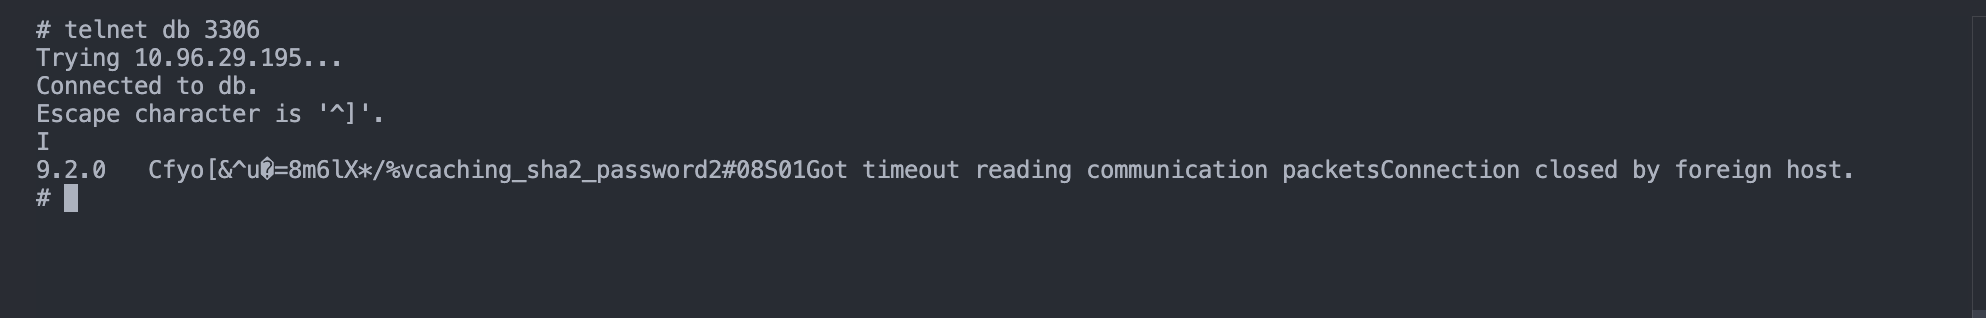 # telnet db 3306
Trying 10.96.29.195...
Connected to db.
Escape character is '^]'.
I
9.2.0   Cfyo[&^u�=8m6lX*/%vcaching_sha2_password2#08S01Got timeout reading communication packetsConnection closed by foreign host.
#